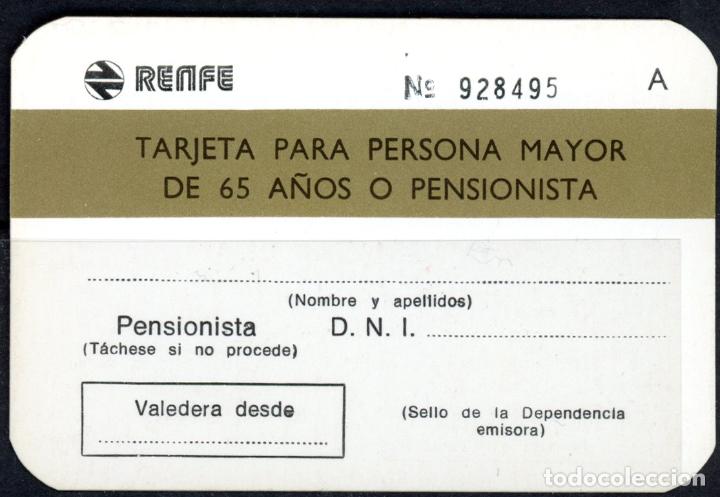 RENFE Nº 928495 A
TARJETA PARA PERSONA MAYOR
DE 65 AÑOS O PENSIONISTA
(Nombre y apellidos)
Pensionista D. N. I.
(Táchese si no procede)
Valedera desde
(Sello de la Dependencia
emisora)
todocoleccion